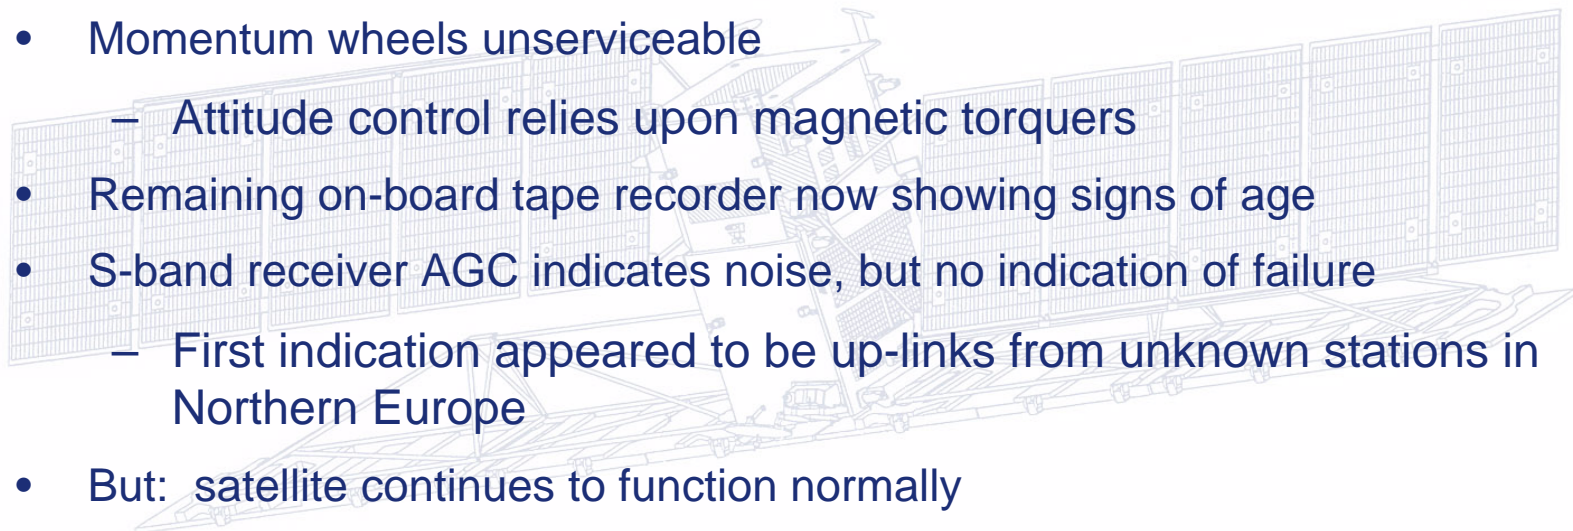 • Momentum wheels unserviceable
– Attitude control relies upon magnetic torquers
• Remaining on-board tape recorder now showing signs of age
• S-band receiver AGC indicates noise, but no indication of failure
– First indication appeared to be up-links from unknown stations in
Northern Europe
• But:  satellite continues to function normally